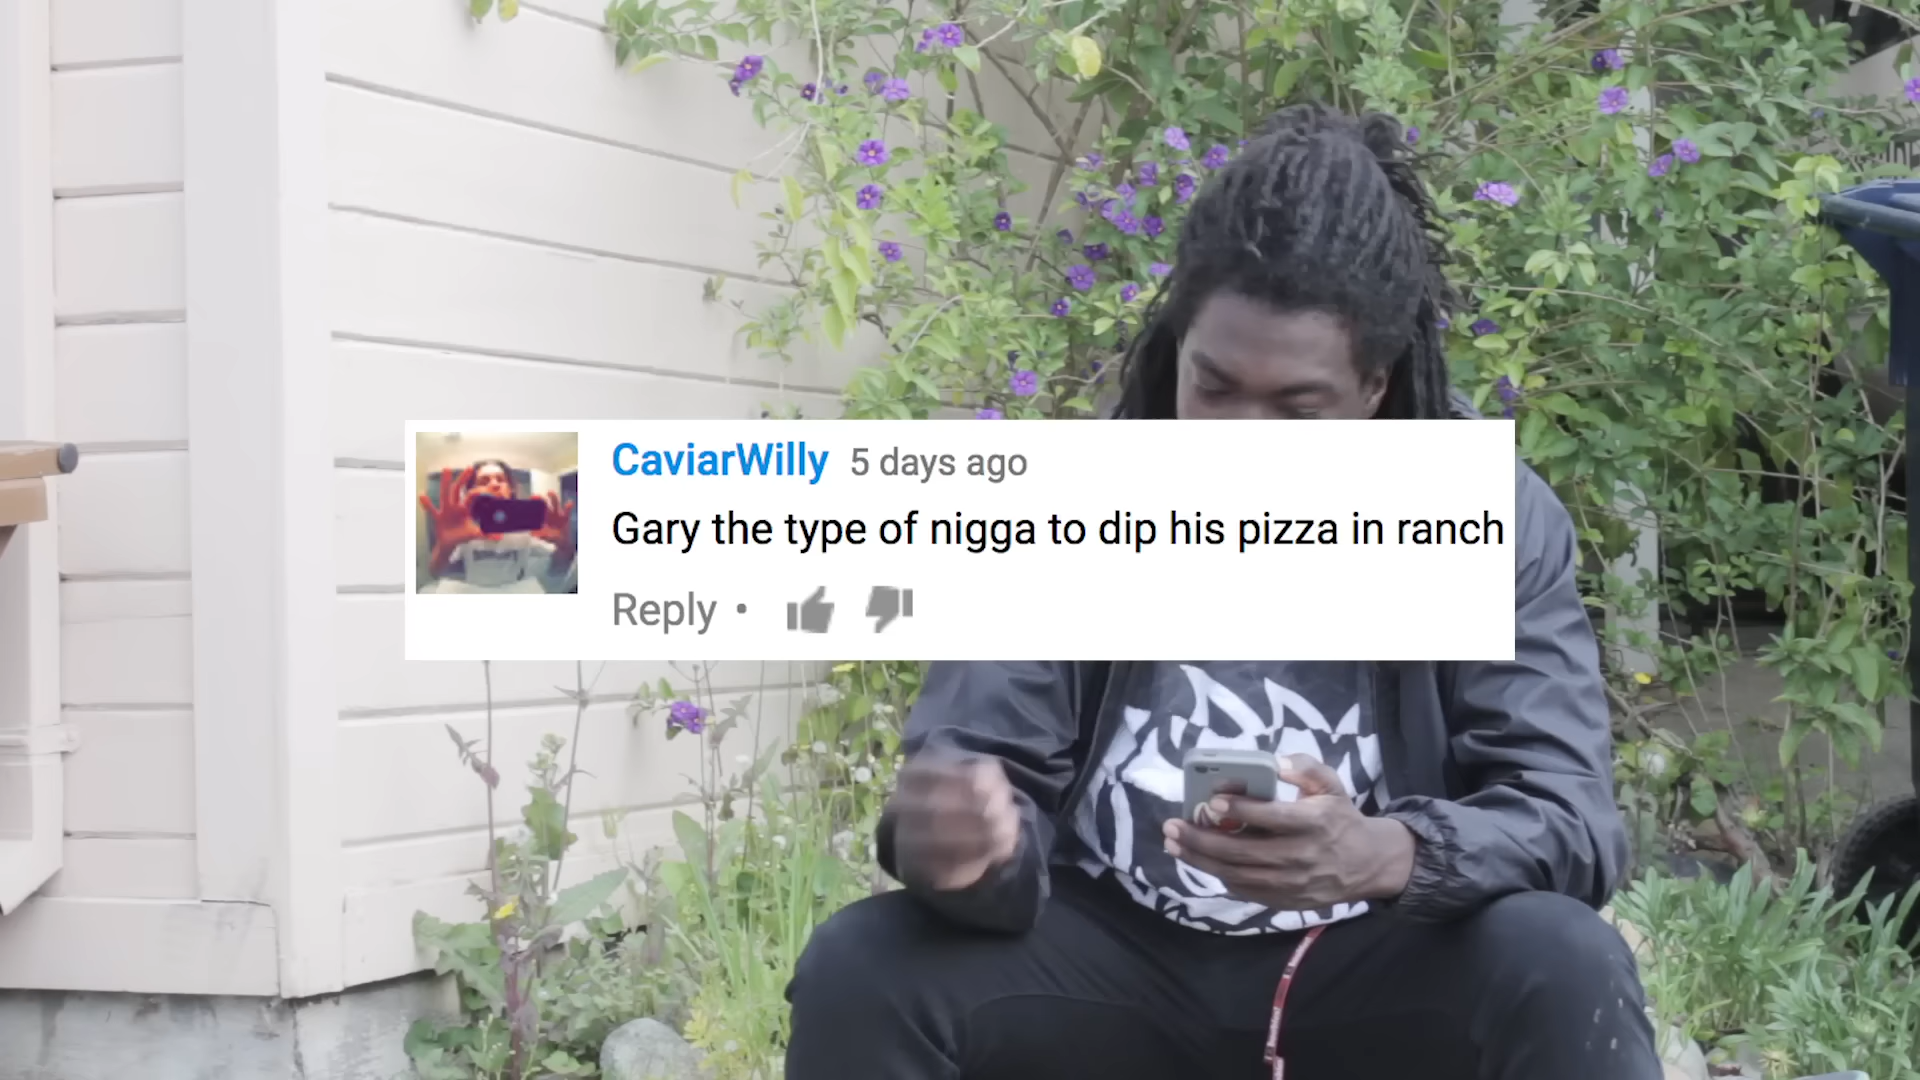 CaviarWilly 5 days ago
Gary the type of nigga to dip his pizza in ranch
Reply •